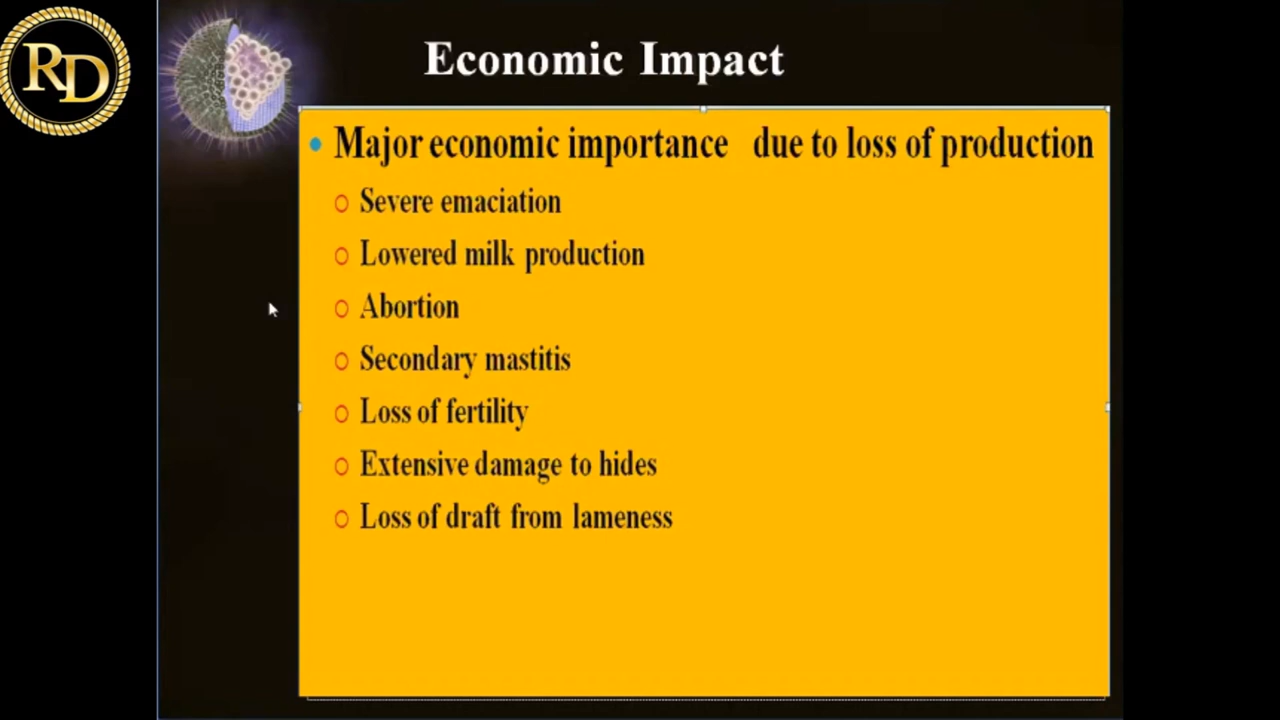 RD
Economic Impact
Major economic importance due to loss of production
Severe emaciation
Lowered milk production
Abortion
Secondary mastitis
Loss of fertility
Extensive damage to hides
Loss of draft from lameness